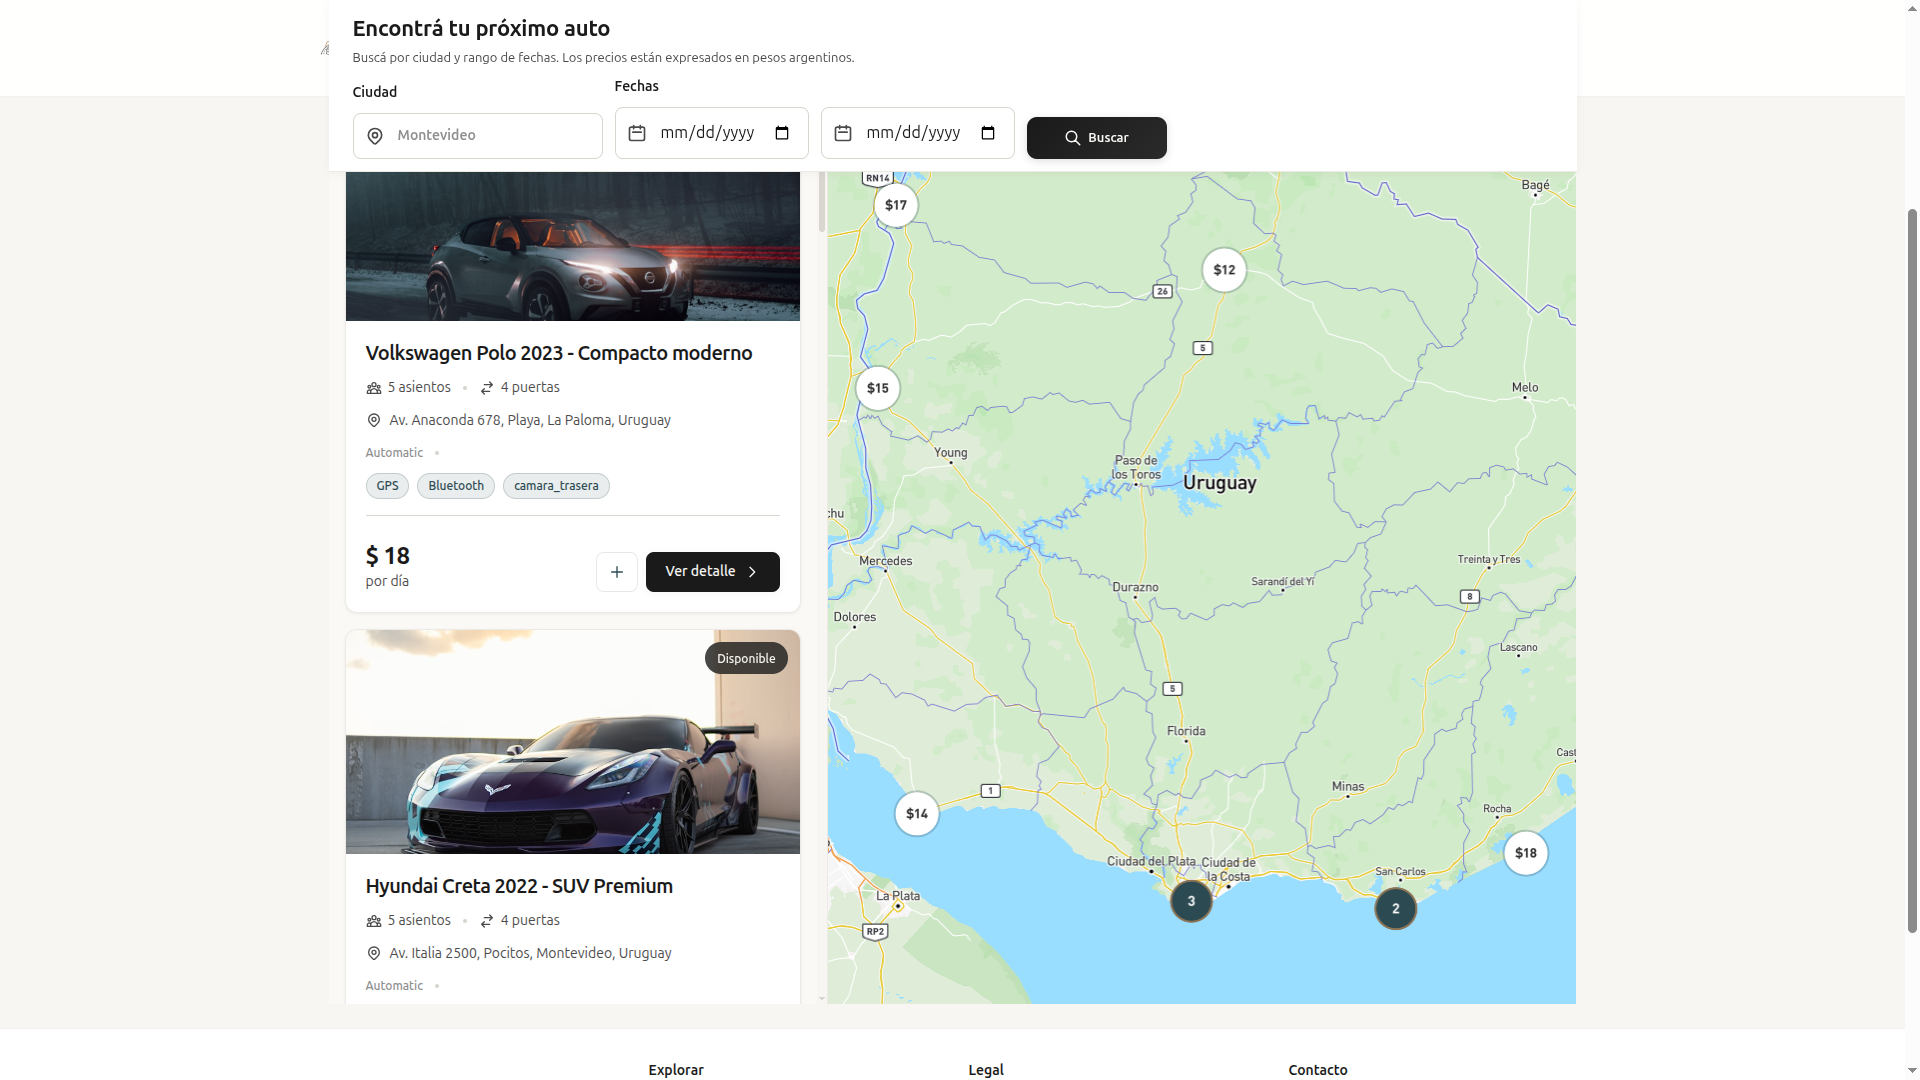 Encontrá tu próximo auto
Buscá por ciudad y rango de fechas. Los precios están expresados en pesos argentinos.
Ciudad
Fechas
Montevideo
mm/dd/yyyy
mm/dd/yyyy
Buscar
Volkswagen Polo 2023 - Compacto moderno
5 asientos • 4 puertas
Av. Anaconda 678, Playa, La Paloma, Uruguay
Automatic •
GPS
Bluetooth
camara_trasera
$ 18
por día
Ver detalle
Disponible
Hyundai Creta 2022 - SUV Premium
5 asientos • 4 puertas
Av. Italia 2500, Pocitos, Montevideo, Uruguay
Automatic •
RN14
$17
Bagé
$12
26
5
$15
Melo
Young
Paso de
los Toros
Uruguay
chu
Mercedes
Treinta y Tres
Durazno
Sarandí del Yí
8
Dolores
Lascano
5
Florida
Cast
Minas
1
$14
Rocha
$18
Ciudad del Plata
Ciudad de
la Costa
San Carlos
3
2
La Plata
RP2
Explorar
Legal
Contacto